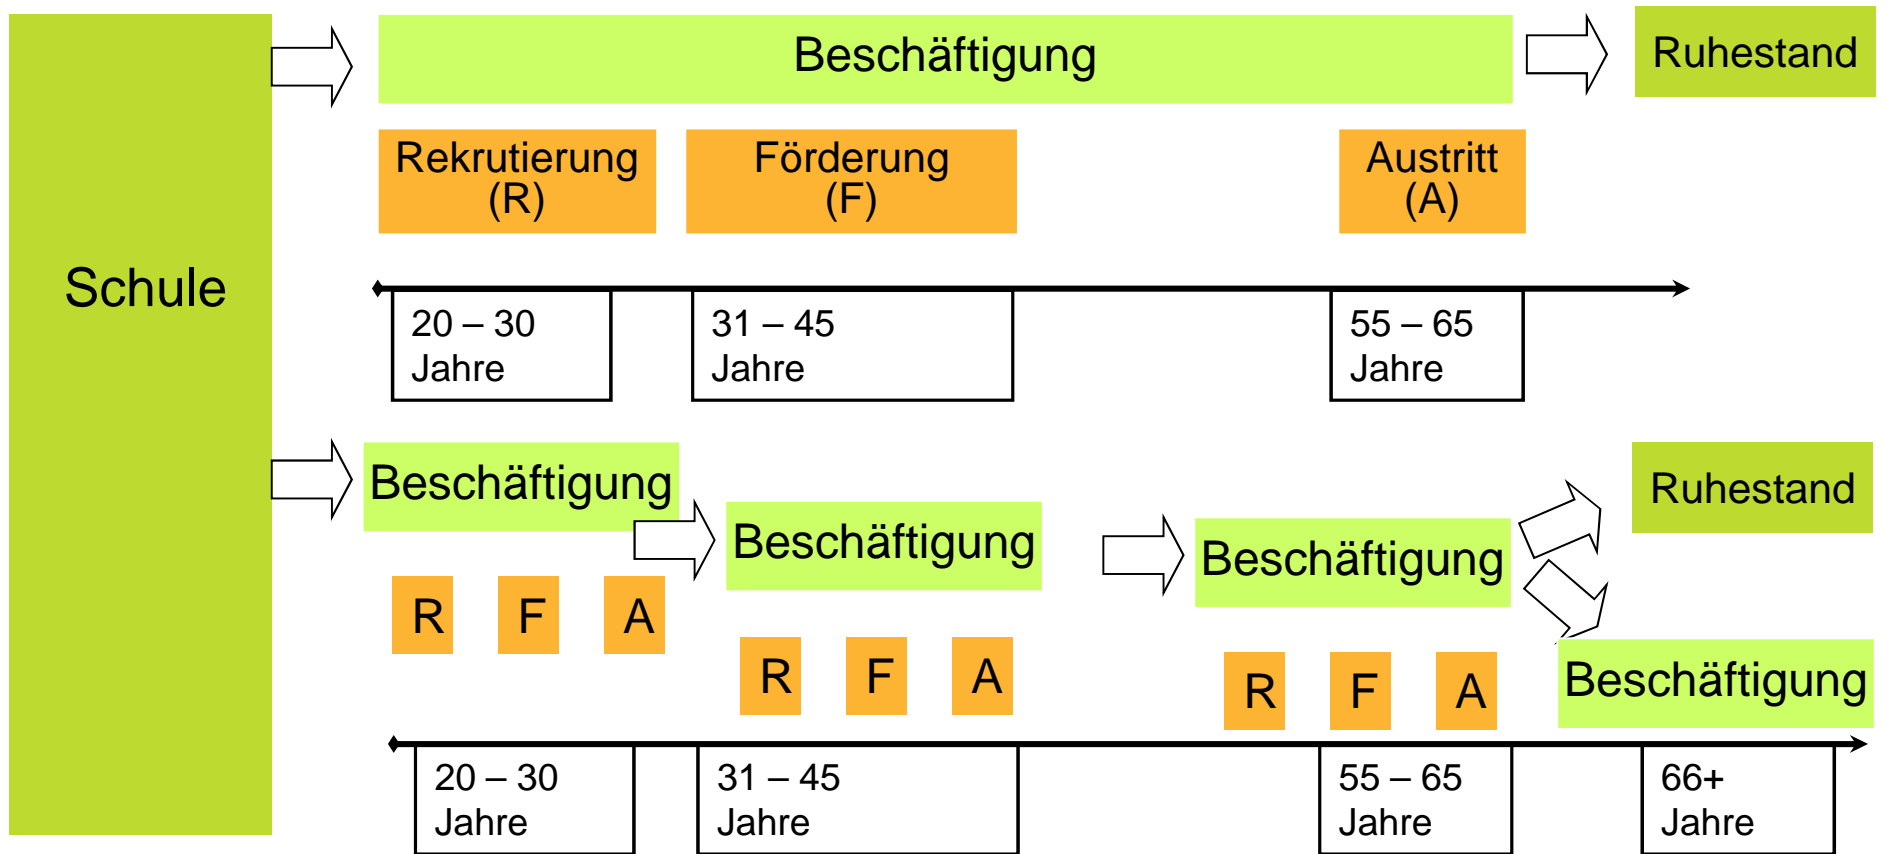 Schule
Beschäftigung
Ruhestand
Rekrutierung
(R)
Förderung
(F)
Austritt
(A)
20 – 30
Jahre
31 – 45
Jahre
55 – 65
Jahre
Beschäftigung
Beschäftigung
Beschäftigung
Ruhestand
Beschäftigung
R F A
R F A
R F A
20 – 30
Jahre
31 – 45
Jahre
55 – 65
Jahre
66+
Jahre